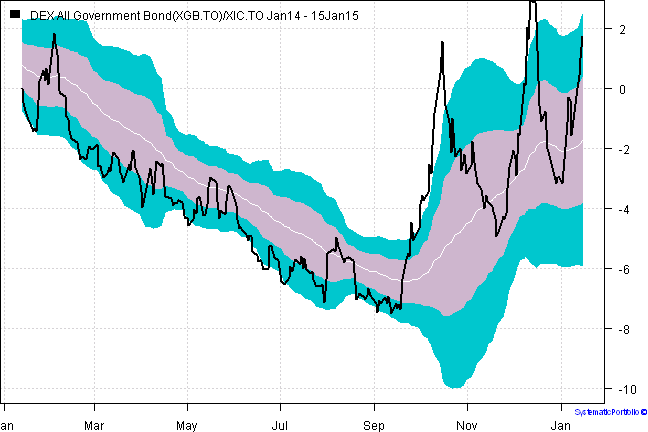 DEX All Government Bond(XGB.TO)/XIC.TO Jan14 - 15Jan15
2
0
-2
-4
-6
-8
-10
an Mar May Jul Sep Nov Jan
SystematicPortfolio ©